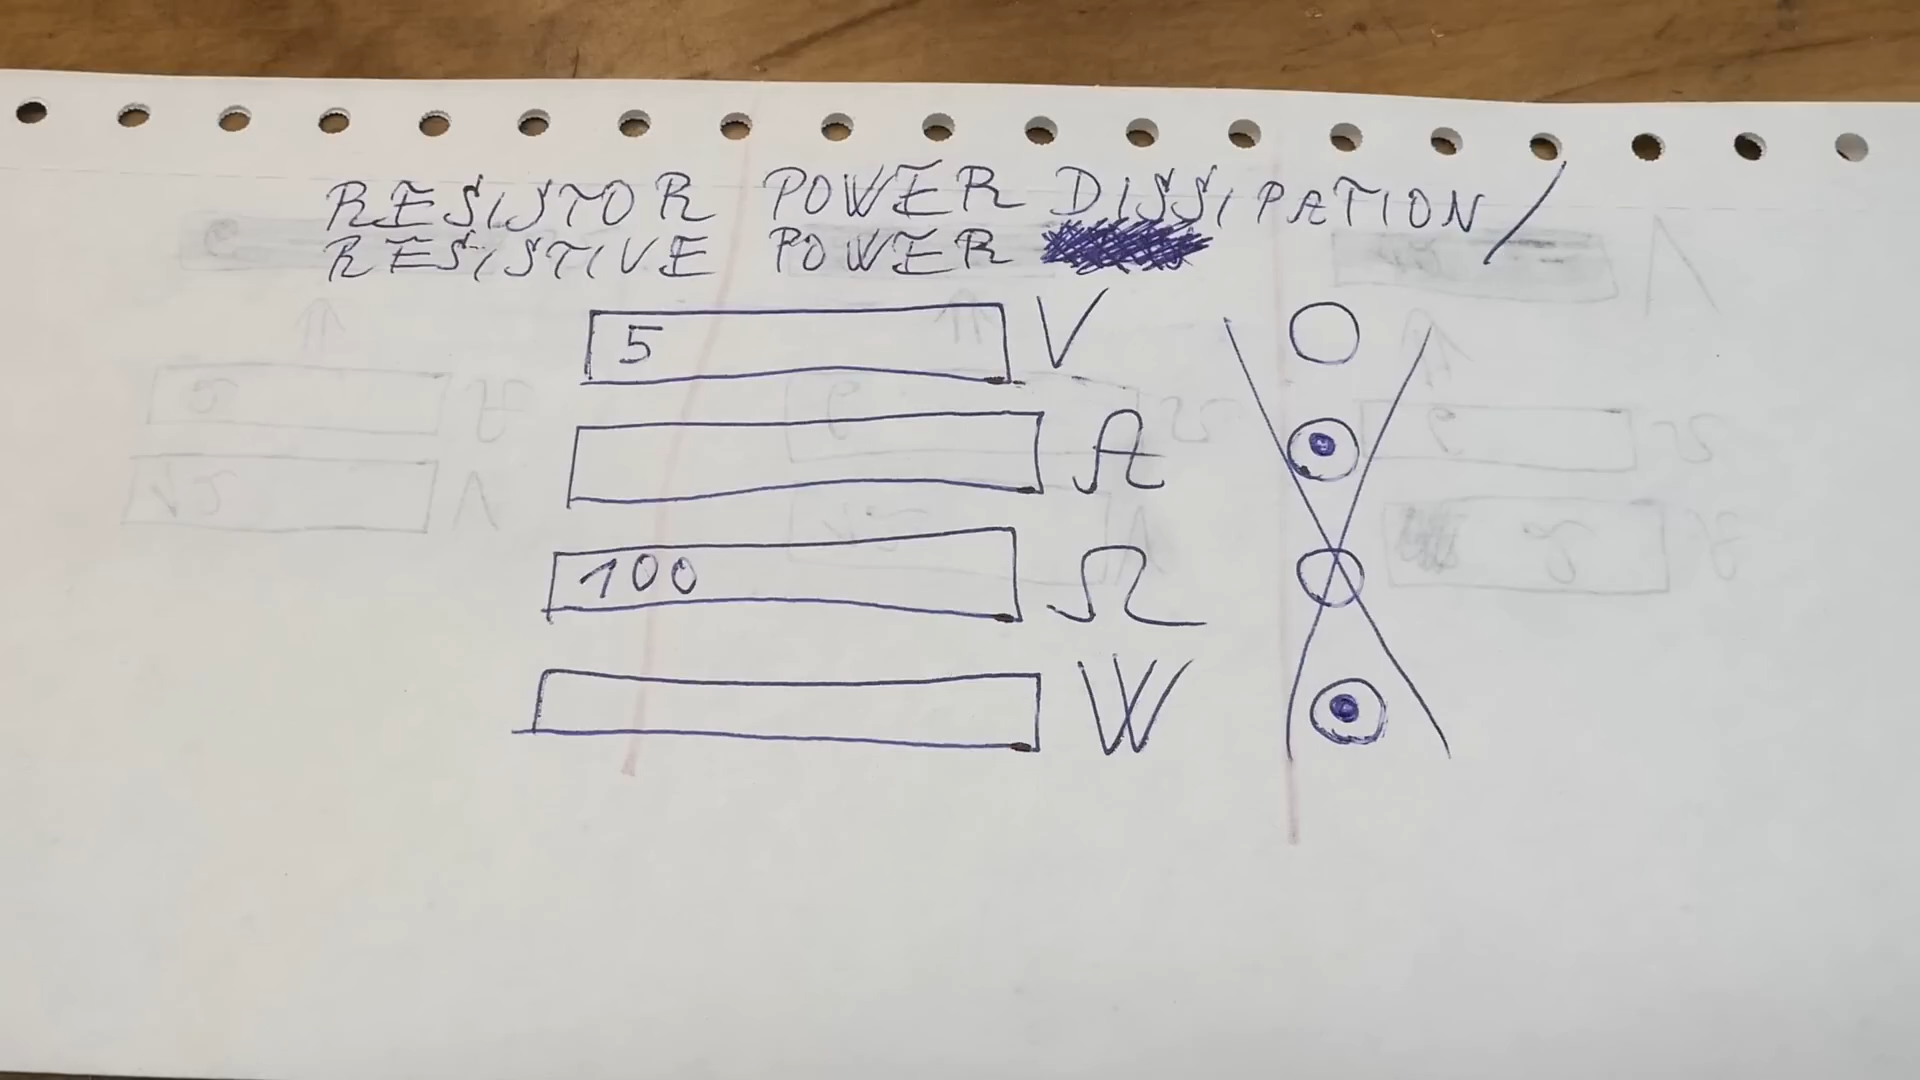 RESISTOR POWER DISSIPATION/
RESISTIVE POWER
5 V
A
100 Ω
W